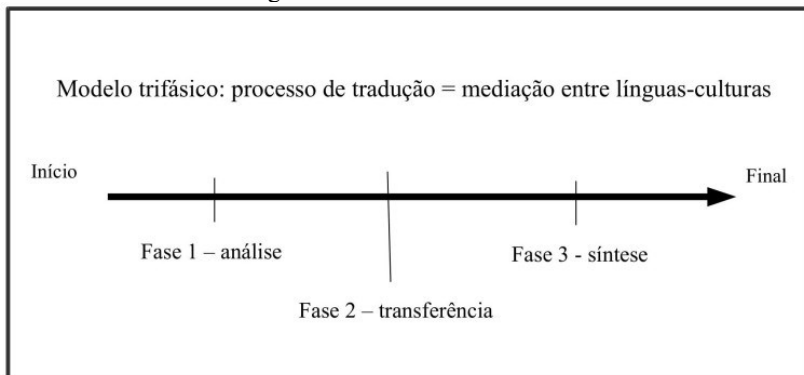 Modelo trifásico: processo de tradução = mediação entre línguas-culturas
Início
Final
Fase 1 – análise
Fase 3 - síntese
Fase 2 – transferência